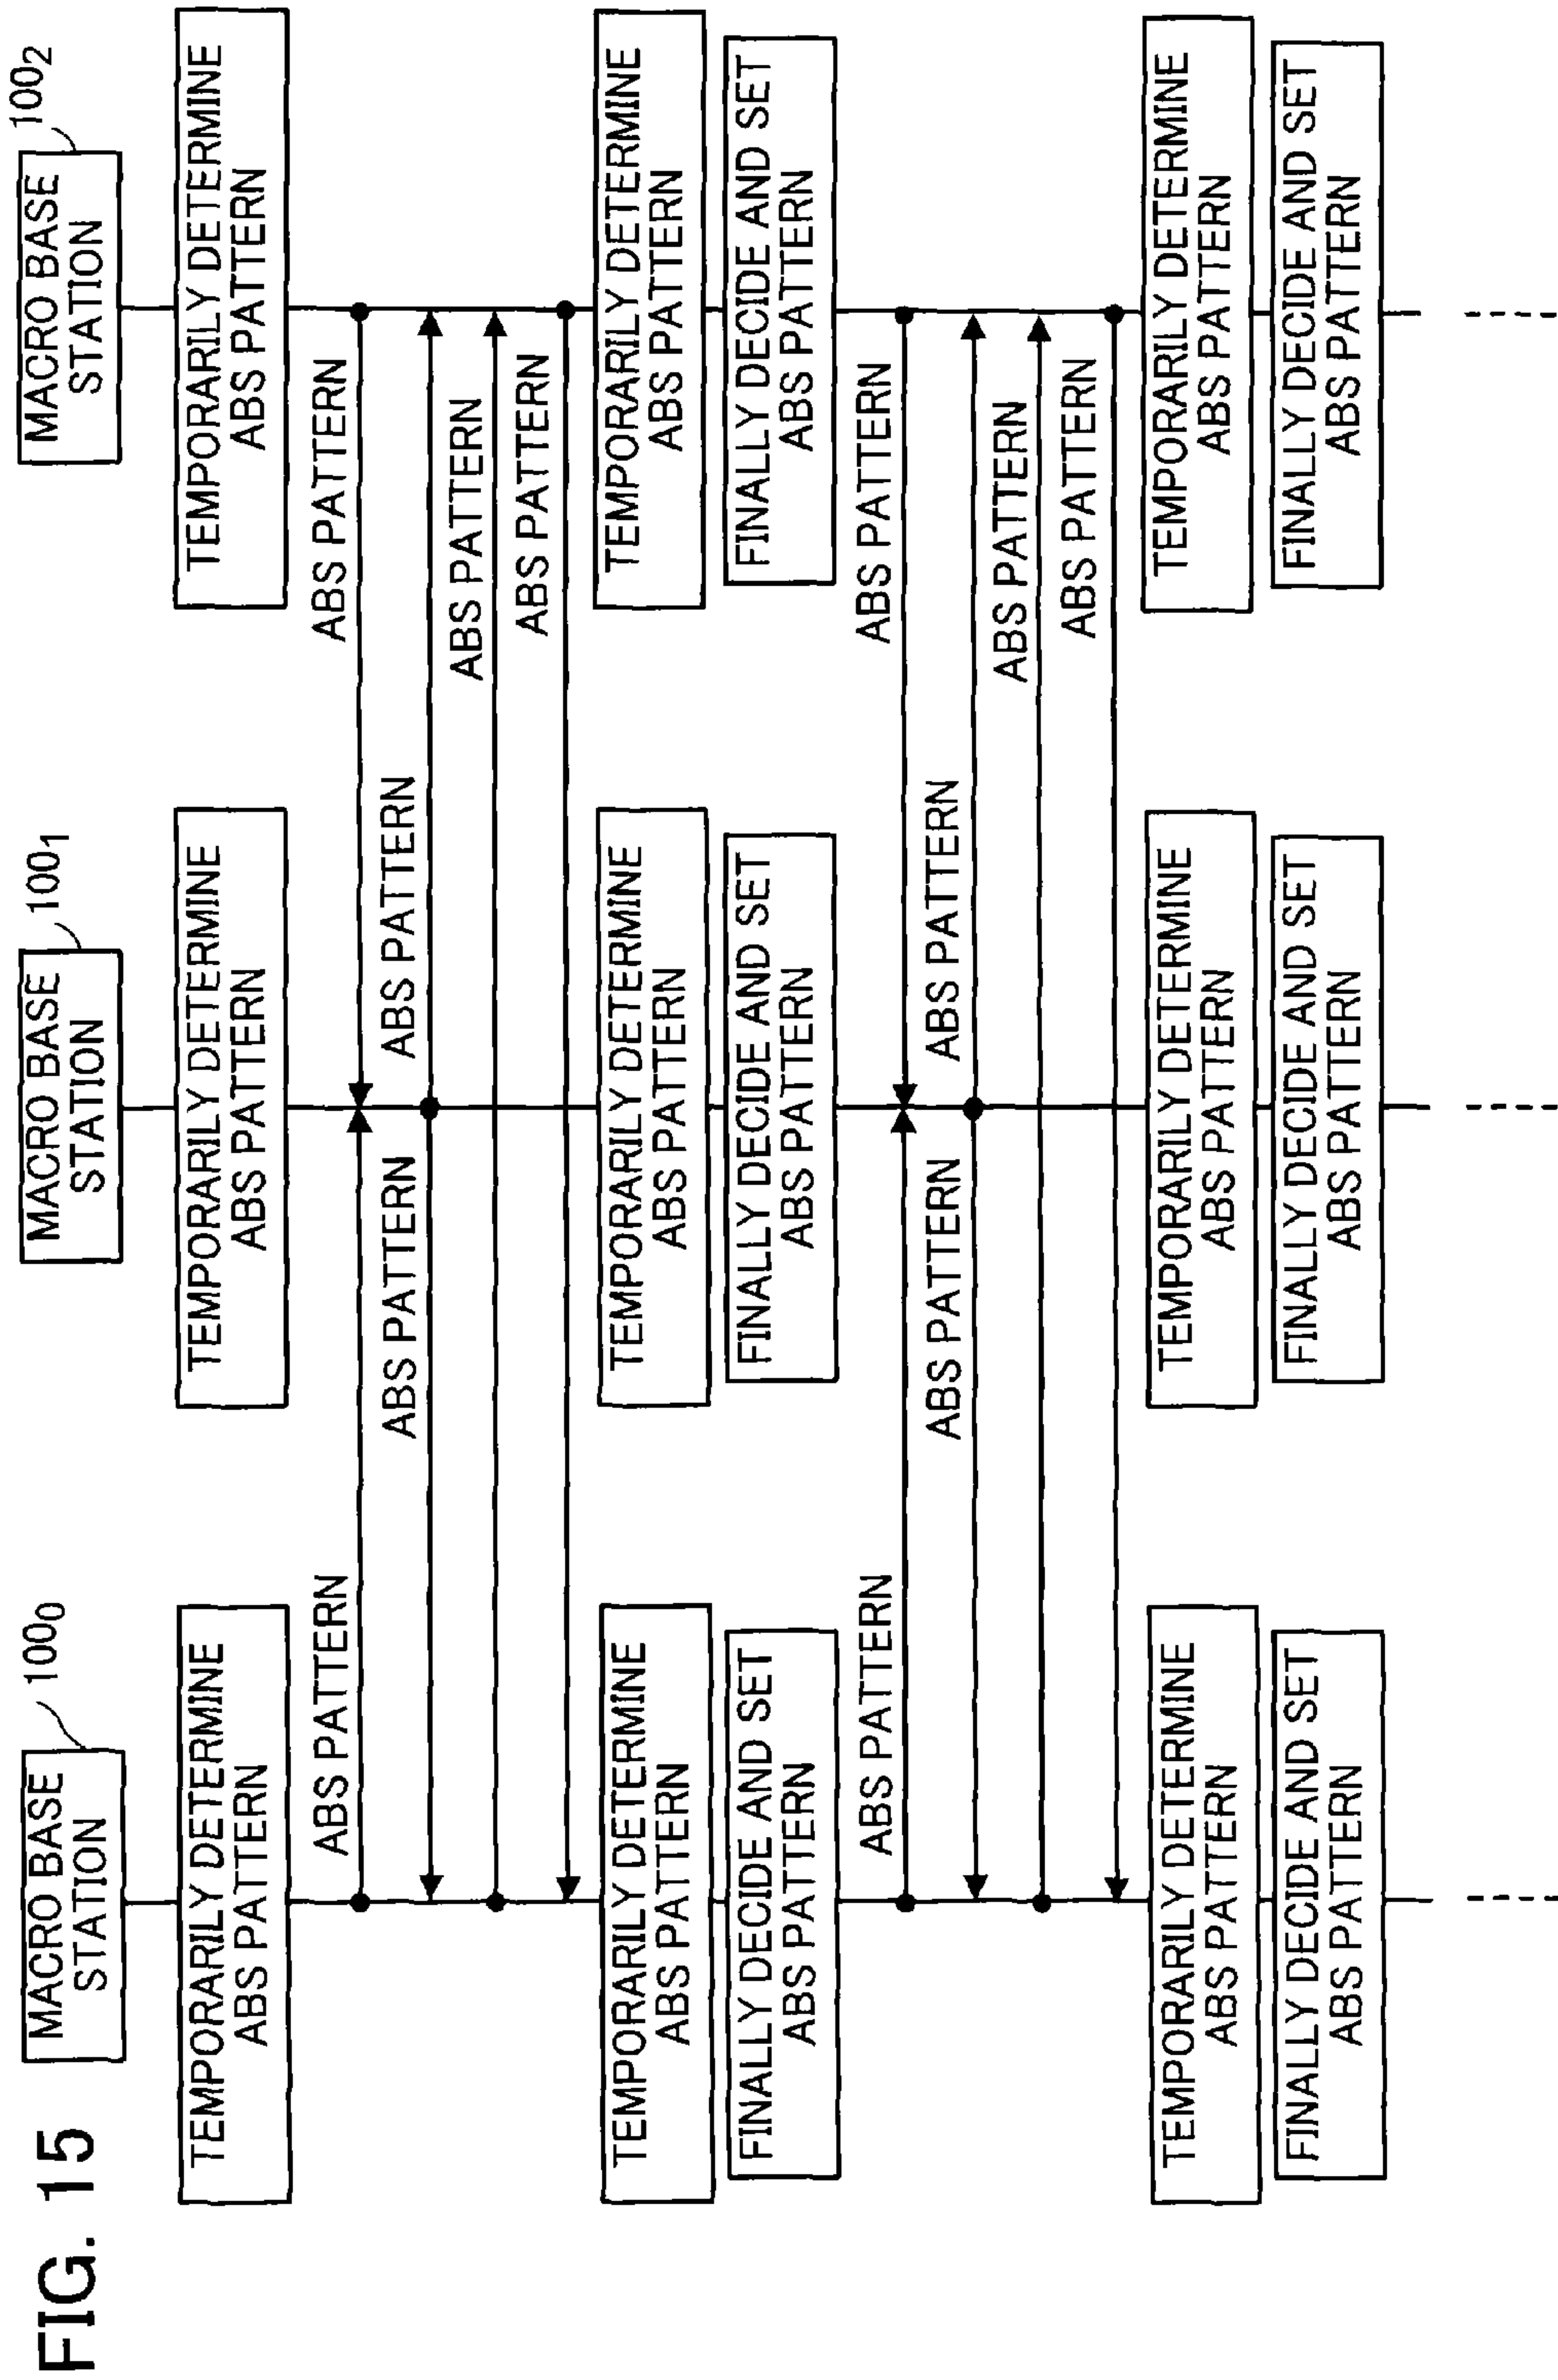 FIG. 15
MACRO BASE
STATION
100₀
MACRO BASE
STATION
100₁
MACRO BASE
STATION
100₂
TEMPORARILY DETERMINE
ABS PATTERN
TEMPORARILY DETERMINE
ABS PATTERN
TEMPORARILY DETERMINE
ABS PATTERN
ABS PATTERN
ABS PATTERN
ABS PATTERN
ABS PATTERN
ABS PATTERN
ABS PATTERN
TEMPORARILY DETERMINE
ABS PATTERN
TEMPORARILY DETERMINE
ABS PATTERN
TEMPORARILY DETERMINE
ABS PATTERN
FINALLY DECIDE AND SET
ABS PATTERN
FINALLY DECIDE AND SET
ABS PATTERN
FINALLY DECIDE AND SET
ABS PATTERN
ABS PATTERN
ABS PATTERN
ABS PATTERN
ABS PATTERN
ABS PATTERN
ABS PATTERN
TEMPORARILY DETERMINE
ABS PATTERN
TEMPORARILY DETERMINE
ABS PATTERN
TEMPORARILY DETERMINE
ABS PATTERN
FINALLY DECIDE AND SET
ABS PATTERN
FINALLY DECIDE AND SET
ABS PATTERN
FINALLY DECIDE AND SET
ABS PATTERN